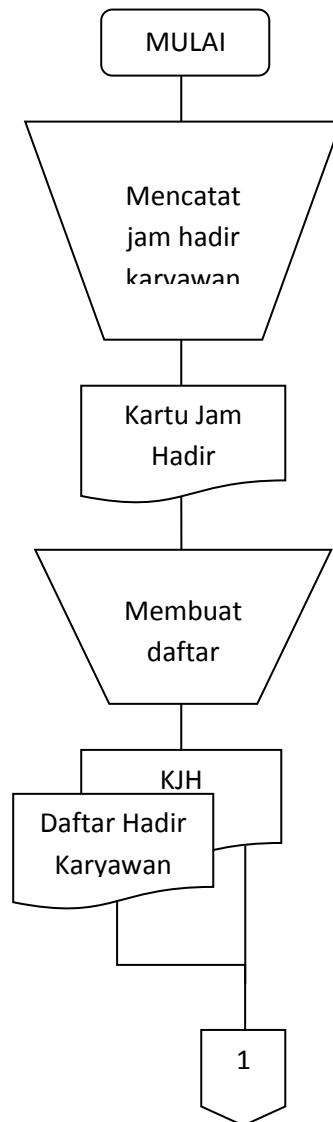 MULAI
Mencatat
jam hadir
karyawan
Kartu Jam
Hadir
Membuat
daftar
KJH
Daftar Hadir
Karyawan
1